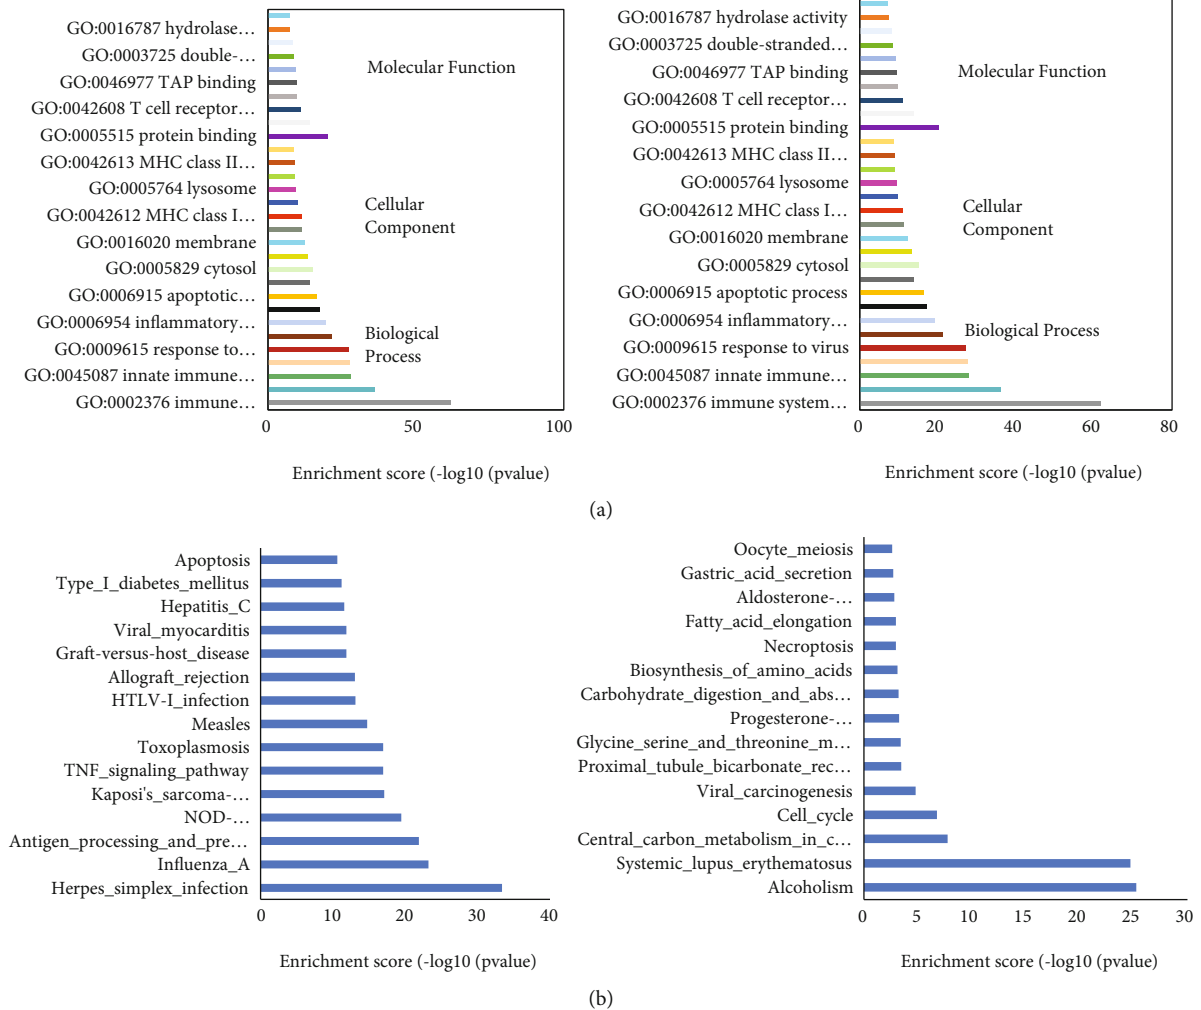 GO:0016787 hydrolase…
GO:0003725 double-…
GO:0046977 TAP binding
GO:0042608 T cell receptor…
GO:0005515 protein binding
GO:0042613 MHC class II…
GO:0005764 lysosome
GO:0042612 MHC class I…
GO:0016020 membrane
GO:0005829 cytosol
GO:0006915 apoptotic…
GO:0006954 inflammatory…
GO:0009615 response to…
GO:0045087 innate immune…
GO:0002376 immune…
Molecular Function
Cellular
Component
Biological
Process
0 50 100
Enrichment score (-log10 (pvalue)
GO:0016787 hydrolase activity
GO:0003725 double-stranded…
GO:0046977 TAP binding
GO:0042608 T cell receptor…
GO:0005515 protein binding
GO:0042613 MHC class II…
GO:0005764 lysosome
GO:0042612 MHC class I…
GO:0016020 membrane
GO:0005829 cytosol
GO:0006915 apoptotic process
GO:0006954 inflammatory…
GO:0009615 response to virus
GO:0045087 innate immune…
GO:0002376 immune system…
Molecular Function
Cellular
Component
Biological Process
0 20 40 60 80
Enrichment score (-log10 (pvalue)
(a)
Apoptosis
Type_I_diabetes_mellitus
Hepatitis_C
Viral_myocarditis
Graft-versus-host_disease
Allograft_rejection
HTLV-I_infection
Measles
Toxoplasmosis
TNF_signaling_pathway
Kaposi's_sarcoma-…
NOD-…
Antigen_processing_and_pre…
Influenza_A
Herpes_simplex_infection
0 10 20 30 40
Enrichment score (-log10 (pvalue)
Oocyte_meiosis
Gastric_acid_secretion
Aldosterone-…
Fatty_acid_elongation
Necroptosis
Biosynthesis_of_amino_acids
Carbohydrate_digestion_and_abs…
Progesterone-…
Glycine_serine_and_threonine_m…
Proximal_tubule_bicarbonate_rec…
Viral_carcinogenesis
Cell_cycle
Central_carbon_metabolism_in_c…
Systemic_lupus_erythematosus
Alcoholism
0 5 10 15 20 25 30
Enrichment score (-log10 (pvalue)
(b)